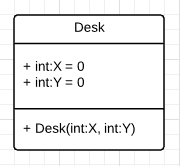 Desk
+ int:X = 0
+ int:Y = 0
+ Desk(int:X, int:Y)